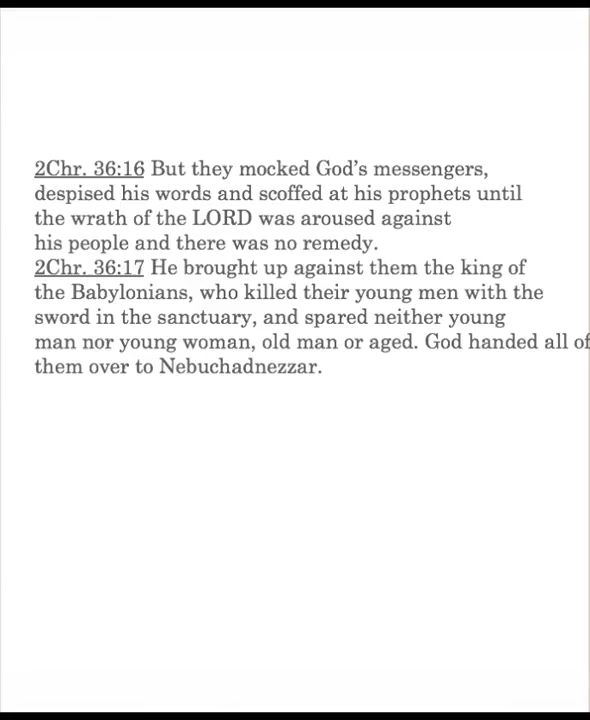 2Chr. 36:16 But they mocked God’s messengers,
despised his words and scoffed at his prophets until
the wrath of the LORD was aroused against
his people and there was no remedy.
2Chr. 36:17 He brought up against them the king of
the Babylonians, who killed their young men with the
sword in the sanctuary, and spared neither young
man nor young woman, old man or aged. God handed all of
them over to Nebuchadnezzar.